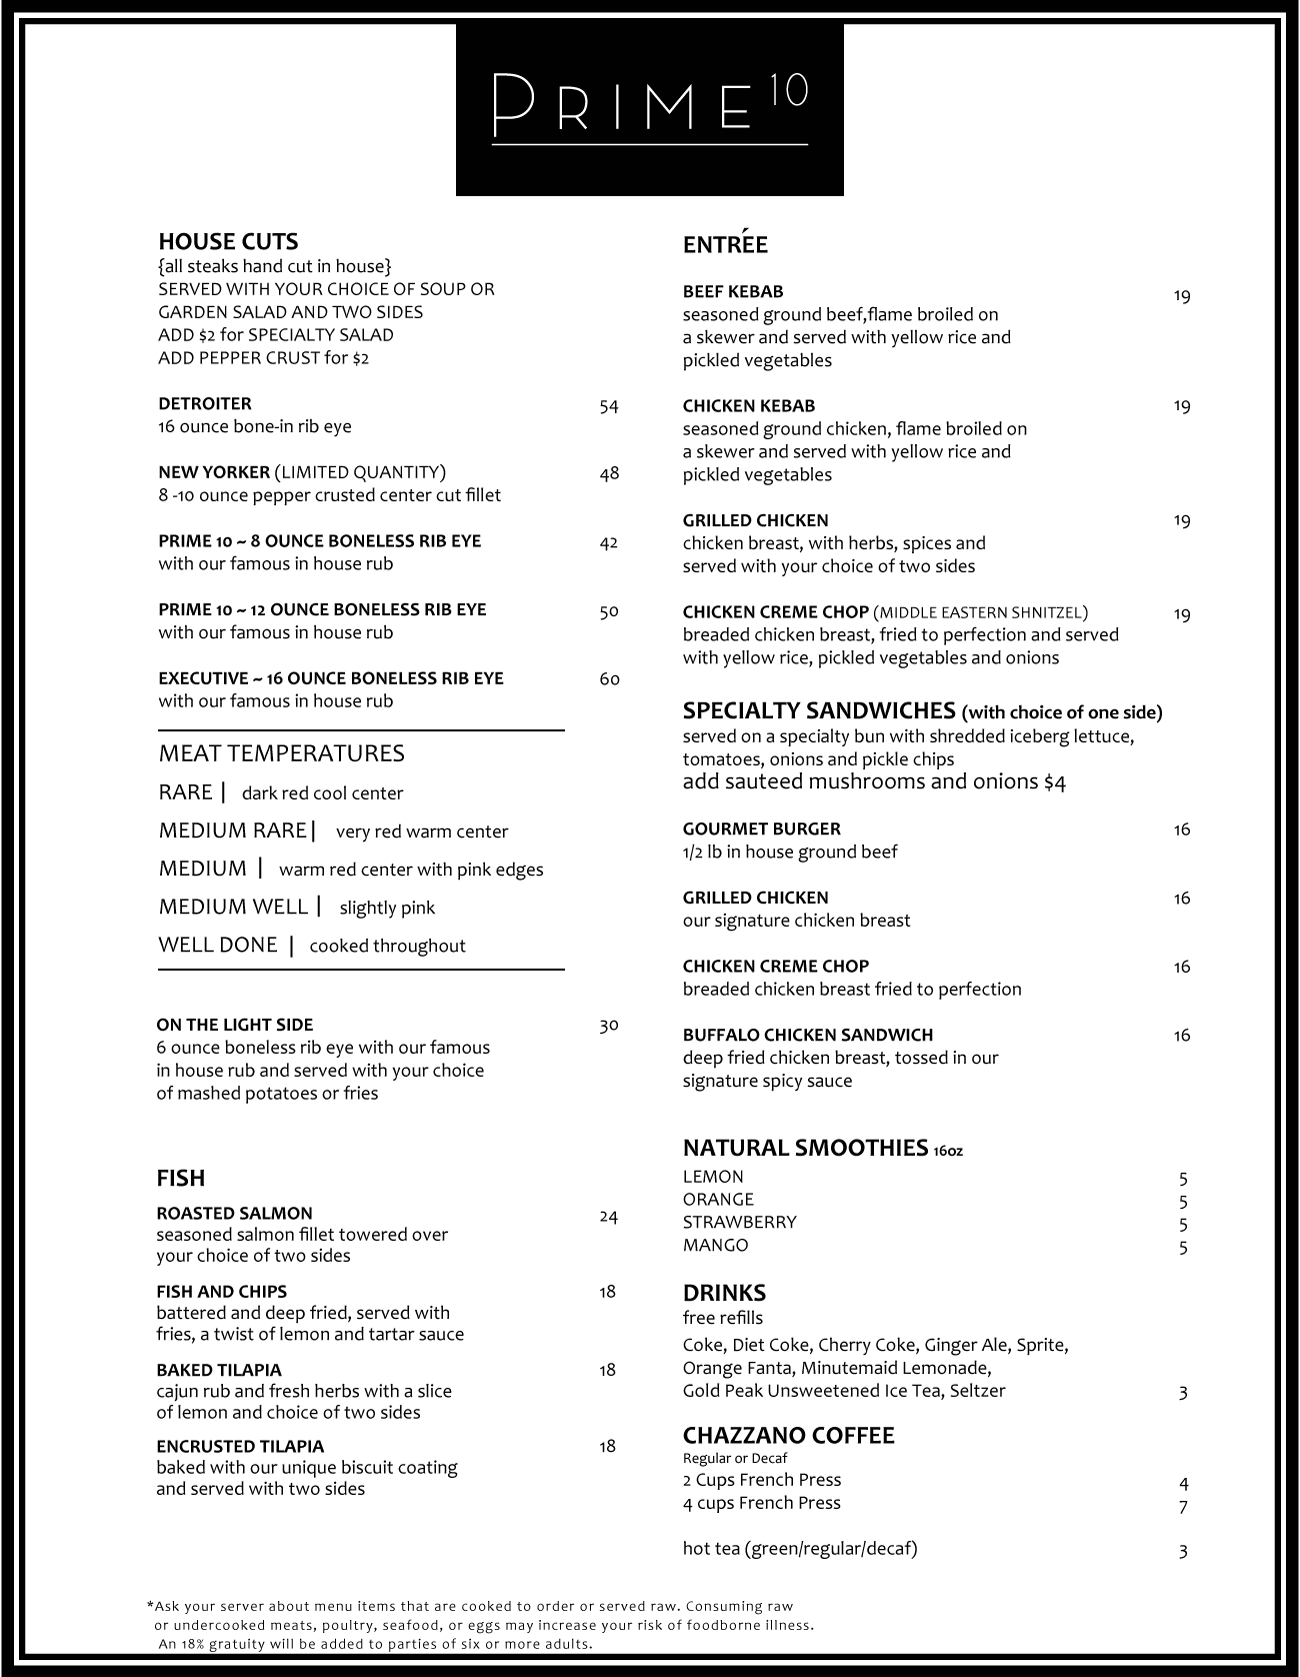 PRIME 10
HOUSE CUTS
{all steaks hand cut in house}
SERVED WITH YOUR CHOICE OF SOUP OR
GARDEN SALAD AND TWO SIDES
ADD $2 for SPECIALTY SALAD
ADD PEPPER CRUST for $2
DETROITER 54
16 ounce bone-in rib eye
NEW YORKER (LIMITED QUANTITY) 48
8 -10 ounce pepper crusted center cut fillet
PRIME 10 ~ 8 OUNCE BONELESS RIB EYE 42
with our famous in house rub
PRIME 10 ~ 12 OUNCE BONELESS RIB EYE 50
with our famous in house rub
EXECUTIVE ~ 16 OUNCE BONELESS RIB EYE 60
with our famous in house rub
MEAT TEMPERATURES
RARE | dark red cool center
MEDIUM RARE | very red warm center
MEDIUM | warm red center with pink edges
MEDIUM WELL | slightly pink
WELL DONE | cooked throughout
ON THE LIGHT SIDE 30
6 ounce boneless rib eye with our famous
in house rub and served with your choice
of mashed potatoes or fries
FISH
ROASTED SALMON 24
seasoned salmon fillet towered over
your choice of two sides
FISH AND CHIPS 18
battered and deep fried, served with
fries, a twist of lemon and tartar sauce
BAKED TILAPIA 18
cajun rub and fresh herbs with a slice
of lemon and choice of two sides
ENCRUSTED TILAPIA 18
baked with our unique biscuit coating
and served with two sides
ENTRÉE
BEEF KEBAB 19
seasoned ground beef,flame broiled on
a skewer and served with yellow rice and
pickled vegetables
CHICKEN KEBAB 19
seasoned ground chicken, flame broiled on
a skewer and served with yellow rice and
pickled vegetables
GRILLED CHICKEN 19
chicken breast, with herbs, spices and
served with your choice of two sides
CHICKEN CREME CHOP (MIDDLE EASTERN SHNITZEL) 19
breaded chicken breast, fried to perfection and served
with yellow rice, pickled vegetables and onions
SPECIALTY SANDWICHES (with choice of one side)
served on a specialty bun with shredded iceberg lettuce,
tomatoes, onions and pickle chips
add sauteed mushrooms and onions $4
GOURMET BURGER 16
1/2 lb in house ground beef
GRILLED CHICKEN 16
our signature chicken breast
CHICKEN CREME CHOP 16
breaded chicken breast fried to perfection
BUFFALO CHICKEN SANDWICH 16
deep fried chicken breast, tossed in our
signature spicy sauce
NATURAL SMOOTHIES 16oz
LEMON 5
ORANGE 5
STRAWBERRY 5
MANGO 5
DRINKS
free refills
Coke, Diet Coke, Cherry Coke, Ginger Ale, Sprite,
Orange Fanta, Minutemaid Lemonade,
Gold Peak Unsweetened Ice Tea, Seltzer 3
CHAZZANO COFFEE
Regular or Decaf
2 Cups French Press 4
4 cups French Press 7
hot tea (green/regular/decaf) 3
*Ask your server about menu items that are cooked to order or served raw. Consuming raw
or undercooked meats, poultry, seafood, or eggs may increase your risk of foodborne illness.
An 18% gratuity will be added to parties of six or more adults.